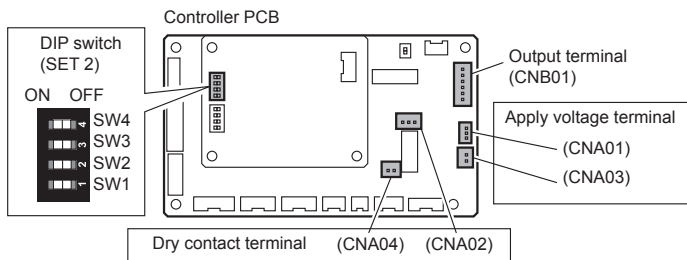 Controller PCB
DIP switch
(SET 2)
ON OFF
4 SW4
3 SW3
2 SW2
1 SW1
Output terminal
(CNB01)
Apply voltage terminal
(CNA01)
(CNA03)
Dry contact terminal (CNA04) (CNA02)